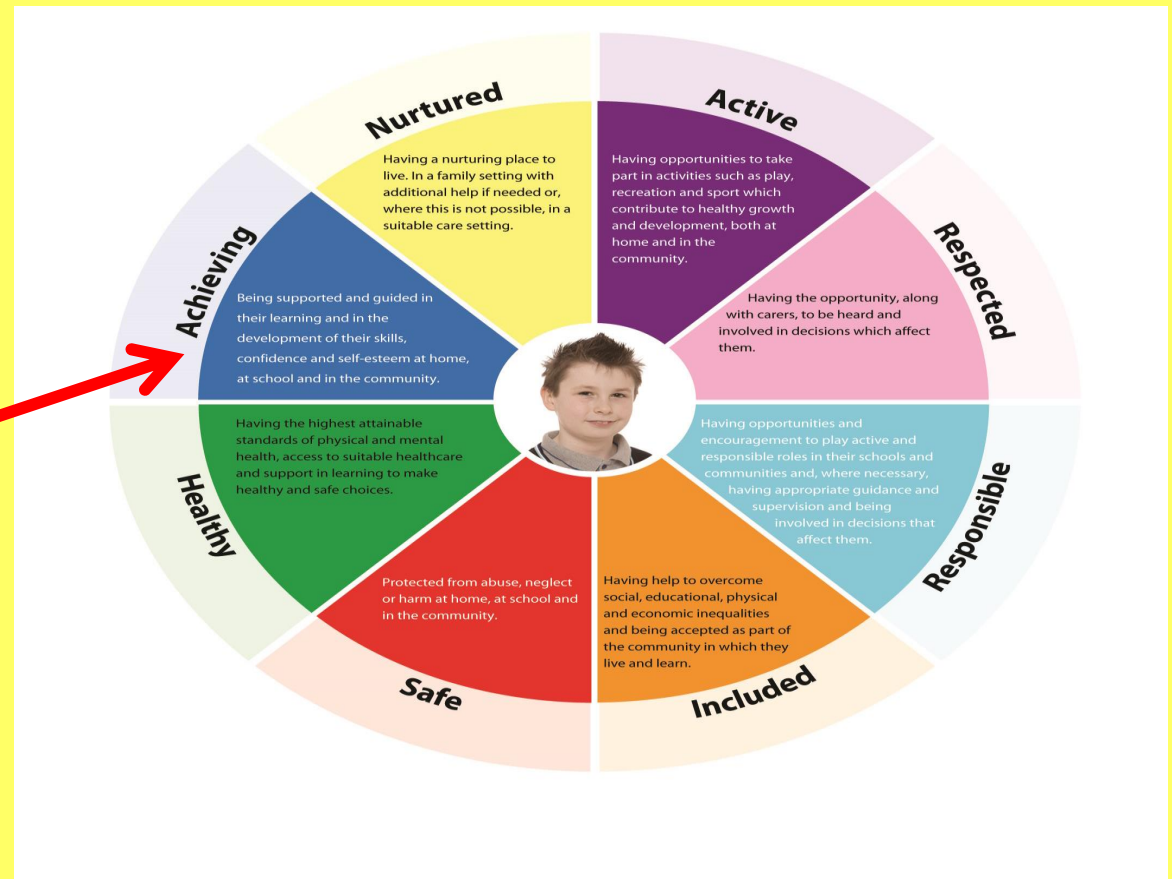 Nurtured
Having a nurturing place to
live. In a family setting with
additional help if needed or,
where this is not possible, in a
suitable care setting.
Active
Having opportunities to take
part in activities such as play,
recreation and sport which
contribute to healthy growth
and development, both at
home and in the
community.
Respected
Having the opportunity, along
with carers, to be heard and
involved in decisions which affect
them.
Responsible
Having opportunities and
encouragement to play active and
responsible roles in their schools and
communities and, where necessary,
having appropriate guidance and
supervision and being
involved in decisions that
affect them.
Included
Having help to overcome
social, educational, physical
and economic inequalities
and being accepted as part of
the community in which they
live and learn.
Safe
Protected from abuse, neglect
or harm at home, at school and
in the community.
Healthy
Having the highest attainable
standards of physical and mental
health, access to suitable healthcare
and support in learning to make
healthy and safe choices.
Achieving
Being supported and guided in
their learning and in the
development of their skills,
confidence and self-esteem at home,
at school and in the community.